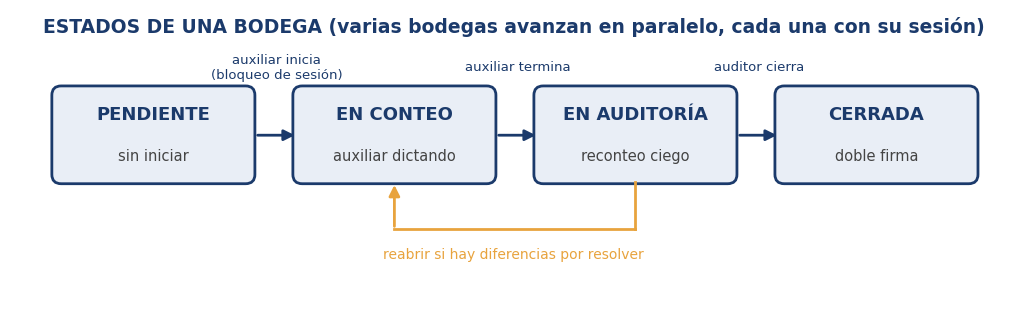 ESTADOS DE UNA BODEGA (varias bodegas avanzan en paralelo, cada una con su sesión)
auxiliar inicia
(bloqueo de sesión)
auxiliar termina
auditor cierra
PENDIENTE
sin iniciar
EN CONTEO
auxiliar dictando
EN AUDITORÍA
reconteo ciego
CERRADA
doble firma
reabrir si hay diferencias por resolver